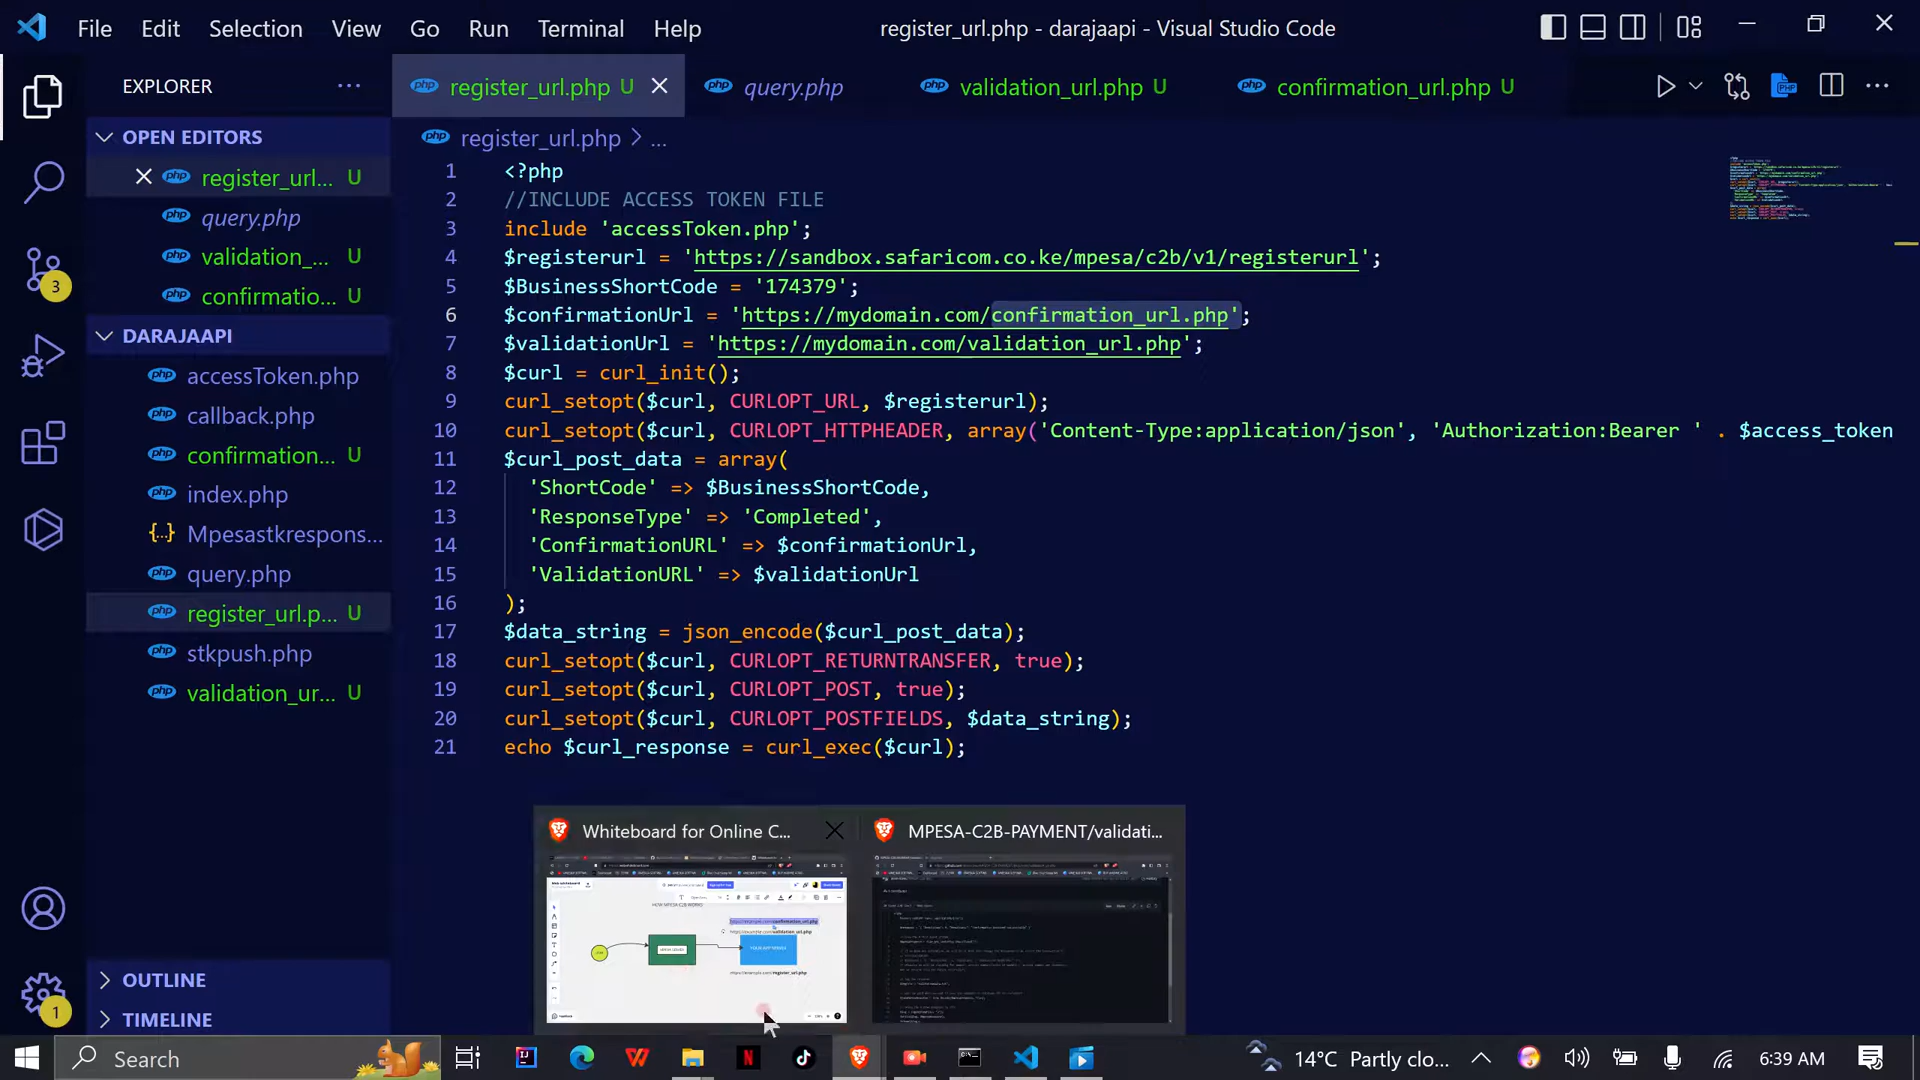 File Edit Selection View Go Run Terminal Help
register_url.php - darajaapi - Visual Studio Code
EXPLORER
register_url.php U
query.php
validation_url.php U
confirmation_url.php U
OPEN EDITORS
register_url... U
query.php
validation_... U
confirmatio... U
DARAJAAPI
accessToken.php
callback.php
confirmation... U
index.php
{..} Mpesastkrespons...
query.php
register_url.p... U
stkpush.php
validation_ur... U
OUTLINE
TIMELINE
3
1
register_url.php > ...
1 <?php
2 //INCLUDE ACCESS TOKEN FILE
3 include 'accessToken.php';
4 $registerurl = 'https://sandbox.safaricom.co.ke/mpesa/c2b/v1/registerurl';
5 $BusinessShortCode = '174379';
6 $confirmationUrl = 'https://mydomain.com/confirmation_url.php';
7 $validationUrl = 'https://mydomain.com/validation_url.php';
8 $curl = curl_init();
9 curl_setopt($curl, CURLOPT_URL, $registerurl);
10 curl_setopt($curl, CURLOPT_HTTPHEADER, array('Content-Type:application/json', 'Authorization:Bearer ' . $access_token
11 $curl_post_data = array(
12 'ShortCode' => $BusinessShortCode,
13 'ResponseType' => 'Completed',
14 'ConfirmationURL' => $confirmationUrl,
15 'ValidationURL' => $validationUrl
16 );
17 $data_string = json_encode($curl_post_data);
18 curl_setopt($curl, CURLOPT_RETURNTRANSFER, true);
19 curl_setopt($curl, CURLOPT_POST, true);
20 curl_setopt($curl, CURLOPT_POSTFIELDS, $data_string);
21 echo $curl_response = curl_exec($curl);
Whiteboard for Online C...
MPESA-C2B-PAYMENT/validati...
Search
14°C Partly clo...
6:39 AM